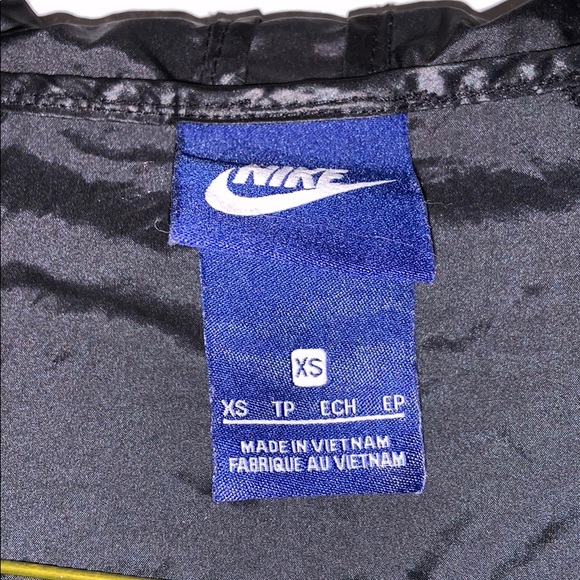 NIKE
XS
XS TP ECH EP
MADE IN VIETNAM
FABRIQUE AU VIETNAM